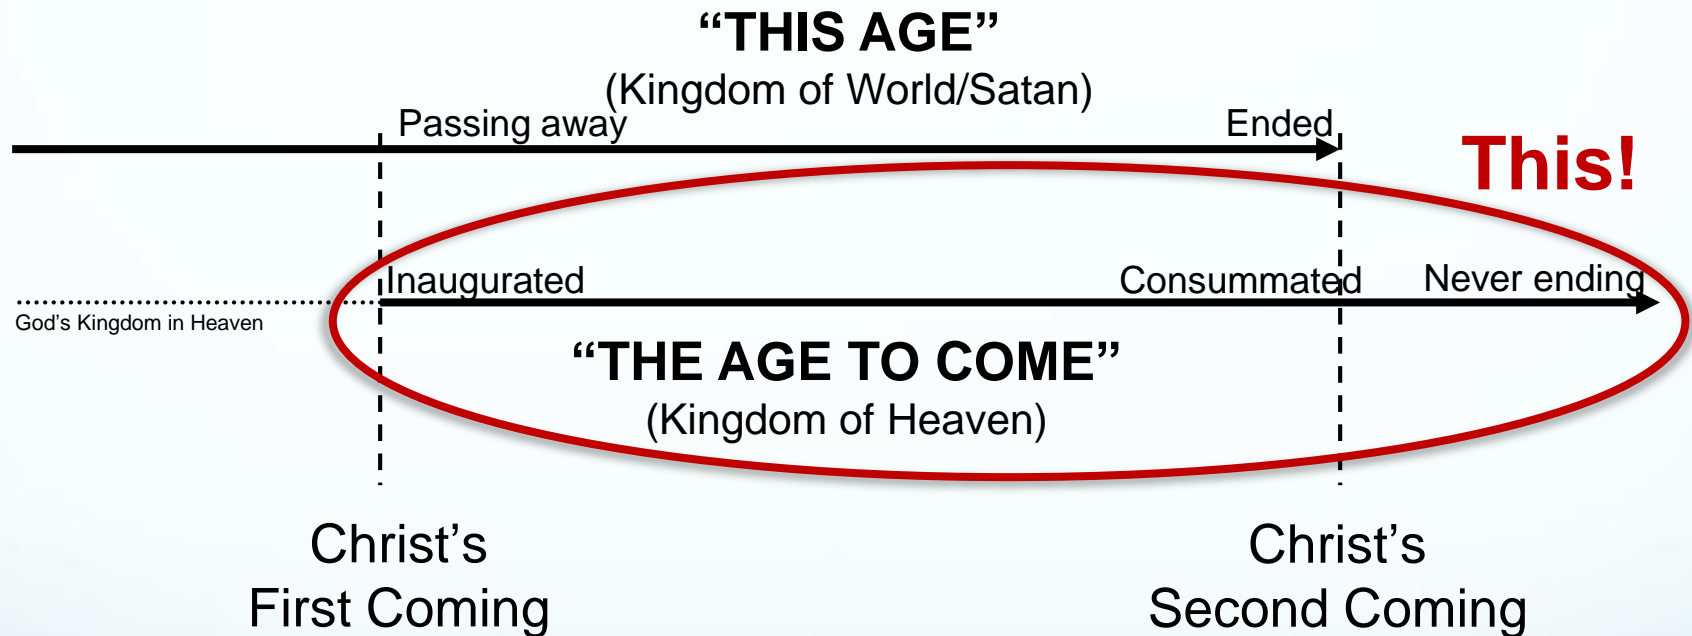 “THIS AGE”
(Kingdom of World/Satan)
Passing away
Ended
This!
Inaugurated
Consummated
Never ending
God’s Kingdom in Heaven
“THE AGE TO COME”
(Kingdom of Heaven)
Christ’s
First Coming
Christ’s
Second Coming